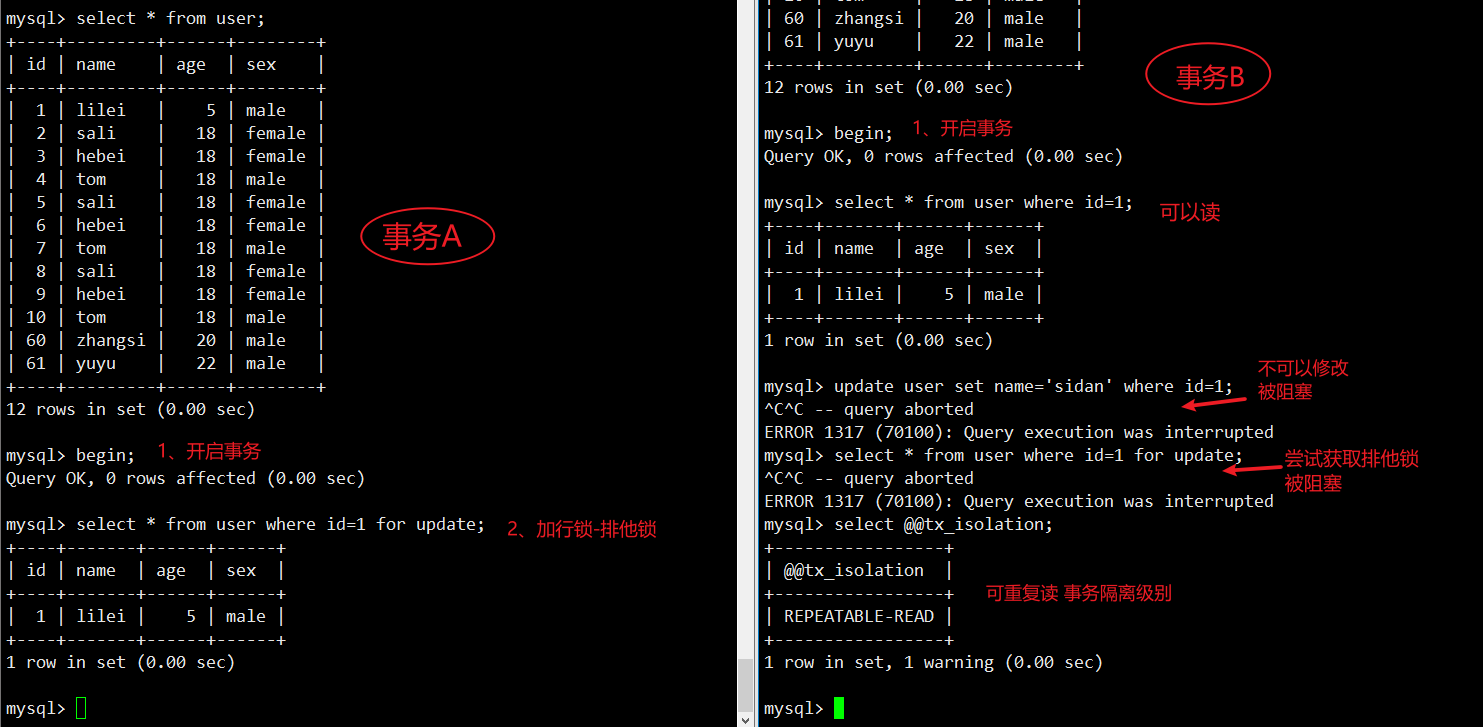 mysql> select * from user;
+----+---------+------+--------+
| id | name    | age  | sex    |
+----+---------+------+--------+
|  1 | lilei   |    5 | male   |
|  2 | sali    |   18 | female |
|  3 | hebei   |   18 | female |
|  4 | tom     |   18 | male   |
|  5 | sali    |   18 | female |
|  6 | hebei   |   18 | female |
|  7 | tom     |   18 | male   |
|  8 | sali    |   18 | female |
|  9 | hebei   |   18 | female |
| 10 | tom     |   18 | male   |
| 60 | zhangsi |   20 | male   |
| 61 | yuyu    |   22 | male   |
+----+---------+------+--------+
12 rows in set (0.00 sec)
事务A
mysql> begin; 1、开启事务
Query OK, 0 rows affected (0.00 sec)
mysql> select * from user where id=1 for update; 2、加行锁-排他锁
+----+-------+------+------+
| id | name  | age  | sex  |
+----+-------+------+------+
|  1 | lilei |    5 | male |
+----+-------+------+------+
1 row in set (0.00 sec)
mysql>
| 60 | zhangsi |   20 | male   |
| 61 | yuyu    |   22 | male   |
+----+---------+------+--------+
12 rows in set (0.00 sec)
事务B
mysql> begin; 1、开启事务
Query OK, 0 rows affected (0.00 sec)
mysql> select * from user where id=1; 可以读
+----+-------+------+------+
| id | name  | age  | sex  |
+----+-------+------+------+
|  1 | lilei |    5 | male |
+----+-------+------+------+
1 row in set (0.00 sec)
mysql> update user set name='sidan' where id=1;
不可以修改
被阻塞
^C^C -- query aborted
ERROR 1317 (70100): Query execution was interrupted
mysql> select * from user where id=1 for update;
尝试获取排他锁
被阻塞
^C^C -- query aborted
ERROR 1317 (70100): Query execution was interrupted
mysql> select @@tx_isolation;
+-----------------+
| @@tx_isolation  |
+-----------------+
| REPEATABLE-READ |
+-----------------+
可重复读 事务隔离级别
1 row in set, 1 warning (0.00 sec)
mysql>